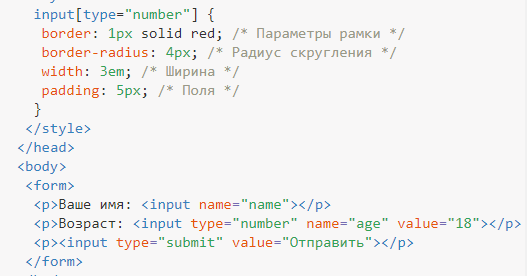 input[type="number"] {
border: 1px solid red; /* Параметры рамки */
border-radius: 4px; /* Радиус скругления */
width: 3em; /* Ширина */
padding: 5px; /* Поля */
}
</style>
</head>
<body>
<form>
<p>Ваше имя: <input name="name"></p>
<p>Возраст: <input type="number" name="age" value="18"></p>
<p><input type="submit" value="Отправить"></p>
</form>